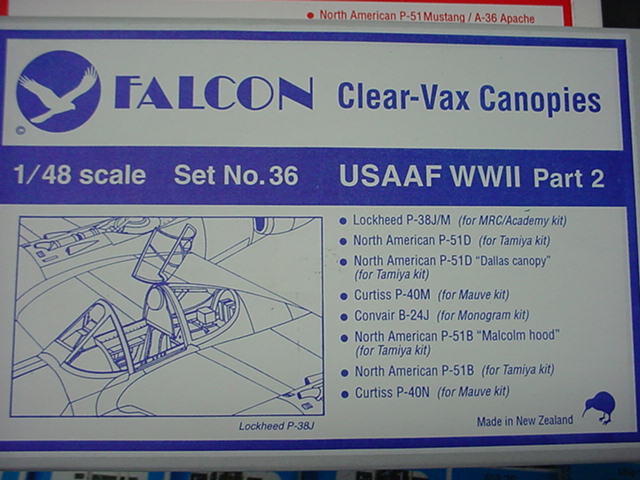 • North American P-51 Mustang / A-36 Apache
FALCON Clear-Vax Canopies
©
1/48 scale Set No. 36 USAAF WWII Part 2
• Lockheed P-38J/M (for MRC/Academy kit)
• North American P-51D (for Tamiya kit)
• North American P-51D "Dallas canopy"
(for Tamiya kit)
• Curtiss P-40M (for Mauve kit)
• Convair B-24J (for Monogram kit)
• North American P-51B "Malcolm hood"
(for Tamiya kit)
• North American P-51B (for Tamiya kit)
• Curtiss P-40N (for Mauve kit)
Lockheed P-38J
Made in New Zealand